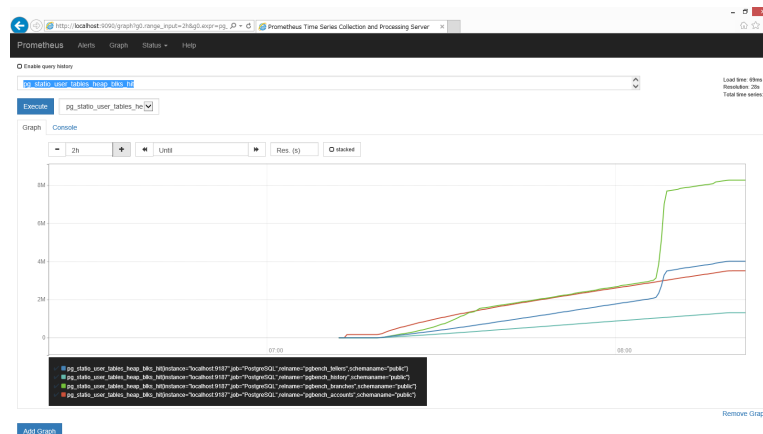 http://localhost:9090/graph?g0.range_input=2h&g0.expr=pg_
Prometheus Time Series Collection and Processing Server
Prometheus Alerts Graph Status Help
Enable query history
pg_statio_user_tables_heap_blks_hit
Load time: 69ms
Resolution: 28s
Total time series:
Execute pg_statio_user_tables_he
Graph Console
- 2h + Until Res. (s) stacked
8M
6M
4M
2M
0
07:00 08:00
pg_statio_user_tables_heap_blks_hit{instance="localhost:9187",job="PostgreSQL",relname="pgbench_tellers",schemaname="public"}
pg_statio_user_tables_heap_blks_hit{instance="localhost:9187",job="PostgreSQL",relname="pgbench_history",schemaname="public"}
pg_statio_user_tables_heap_blks_hit{instance="localhost:9187",job="PostgreSQL",relname="pgbench_branches",schemaname="public"}
pg_statio_user_tables_heap_blks_hit{instance="localhost:9187",job="PostgreSQL",relname="pgbench_accounts",schemaname="public"}
Remove Grap
Add Graph